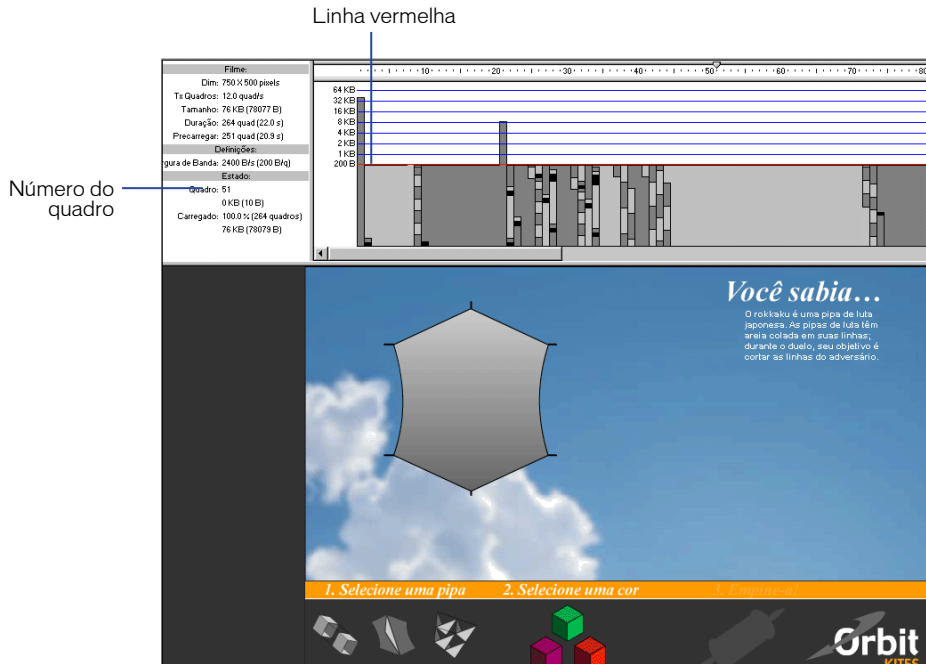 Linha vermelha
Número do
quadro
Filme:
Dim: 750 X 500 pixels
Tx Quadros: 12.0 quad/s
Tamanho: 76 KB (78077 B)
Duração: 264 quad (22.0 s)
Precarregar: 251 quad (20.9 s)
Definições:
rgura de Banda: 2400 B/s (200 B/q)
Estado:
Quadro: 51
0 KB (10 B)
Carregado: 100.0 % (264 quadros)
76 KB (78079 B)
10 20 30 40 50 60 70 80
64 KB
32 KB
16 KB
8 KB
4 KB
2 KB
1 KB
200 B
Você sabia...
O rokkaku é uma pipa de luta
japonesa. As pipas de luta têm
areia colada em suas linhas;
durante o duelo, seu objetivo é
cortar as linhas do adversário.
1. Selecione uma pipa 2. Selecione uma cor 3. Empine-a!
Orbit
KITES